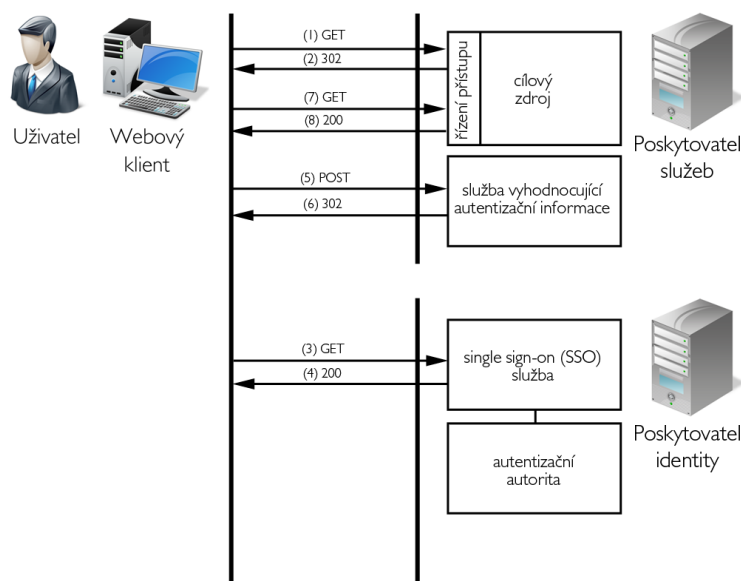 (1) GET
(2) 302
(7) GET
(8) 200
řízení přístupu
cílový
zdroj
Uživatel
Webový
klient
Poskytovatel
služeb
(5) POST
(6) 302
služba vyhodnocující
autentizační informace
(3) GET
(4) 200
single sign-on (SSO)
služba
Poskytovatel
identity
autentizační
autorita